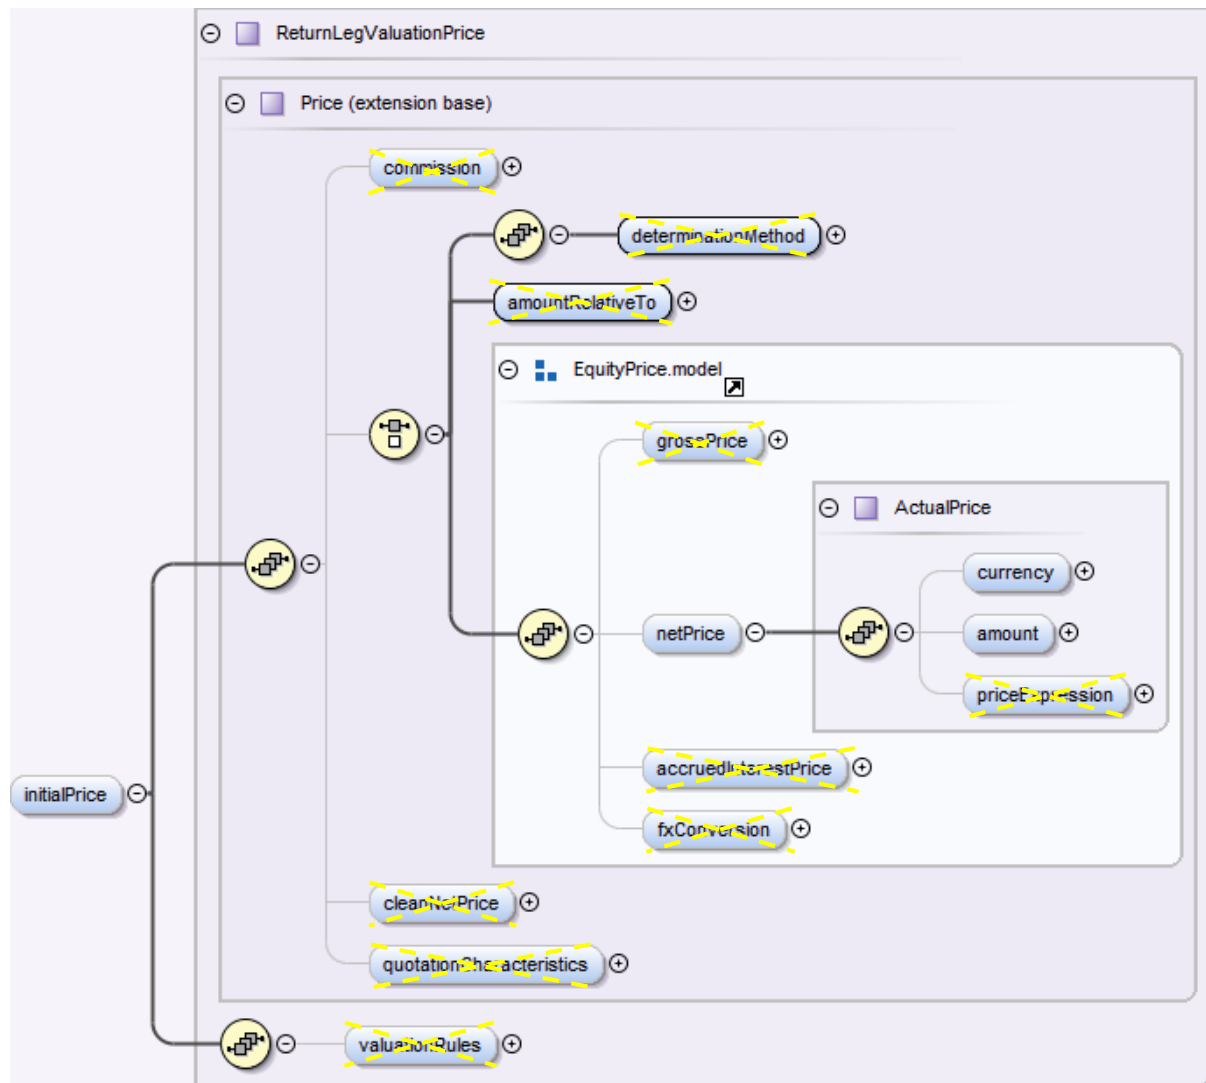 ReturnLegValuationPrice
Price (extension base)
commission
determinationMethod
amountRelativeTo
EquityPrice.model
grossPrice
ActualPrice
currency
netPrice
amount
priceExpression
accruedInterestPrice
initialPrice
fxConversion
cleanNetPrice
quotationCharacteristics
valuationRules